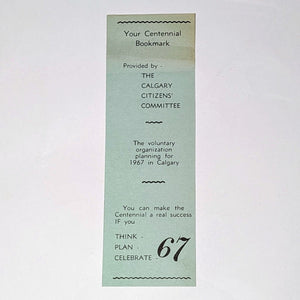 Your Centennial
Bookmark
Provided by -
THE
CALGARY
CITIZENS'
COMMITTEE
The voluntary
organization
planning for
1967 in Calgary
You can make the
Centennial a real success
IF you
THINK -
PLAN -
CELEBRATE - 67